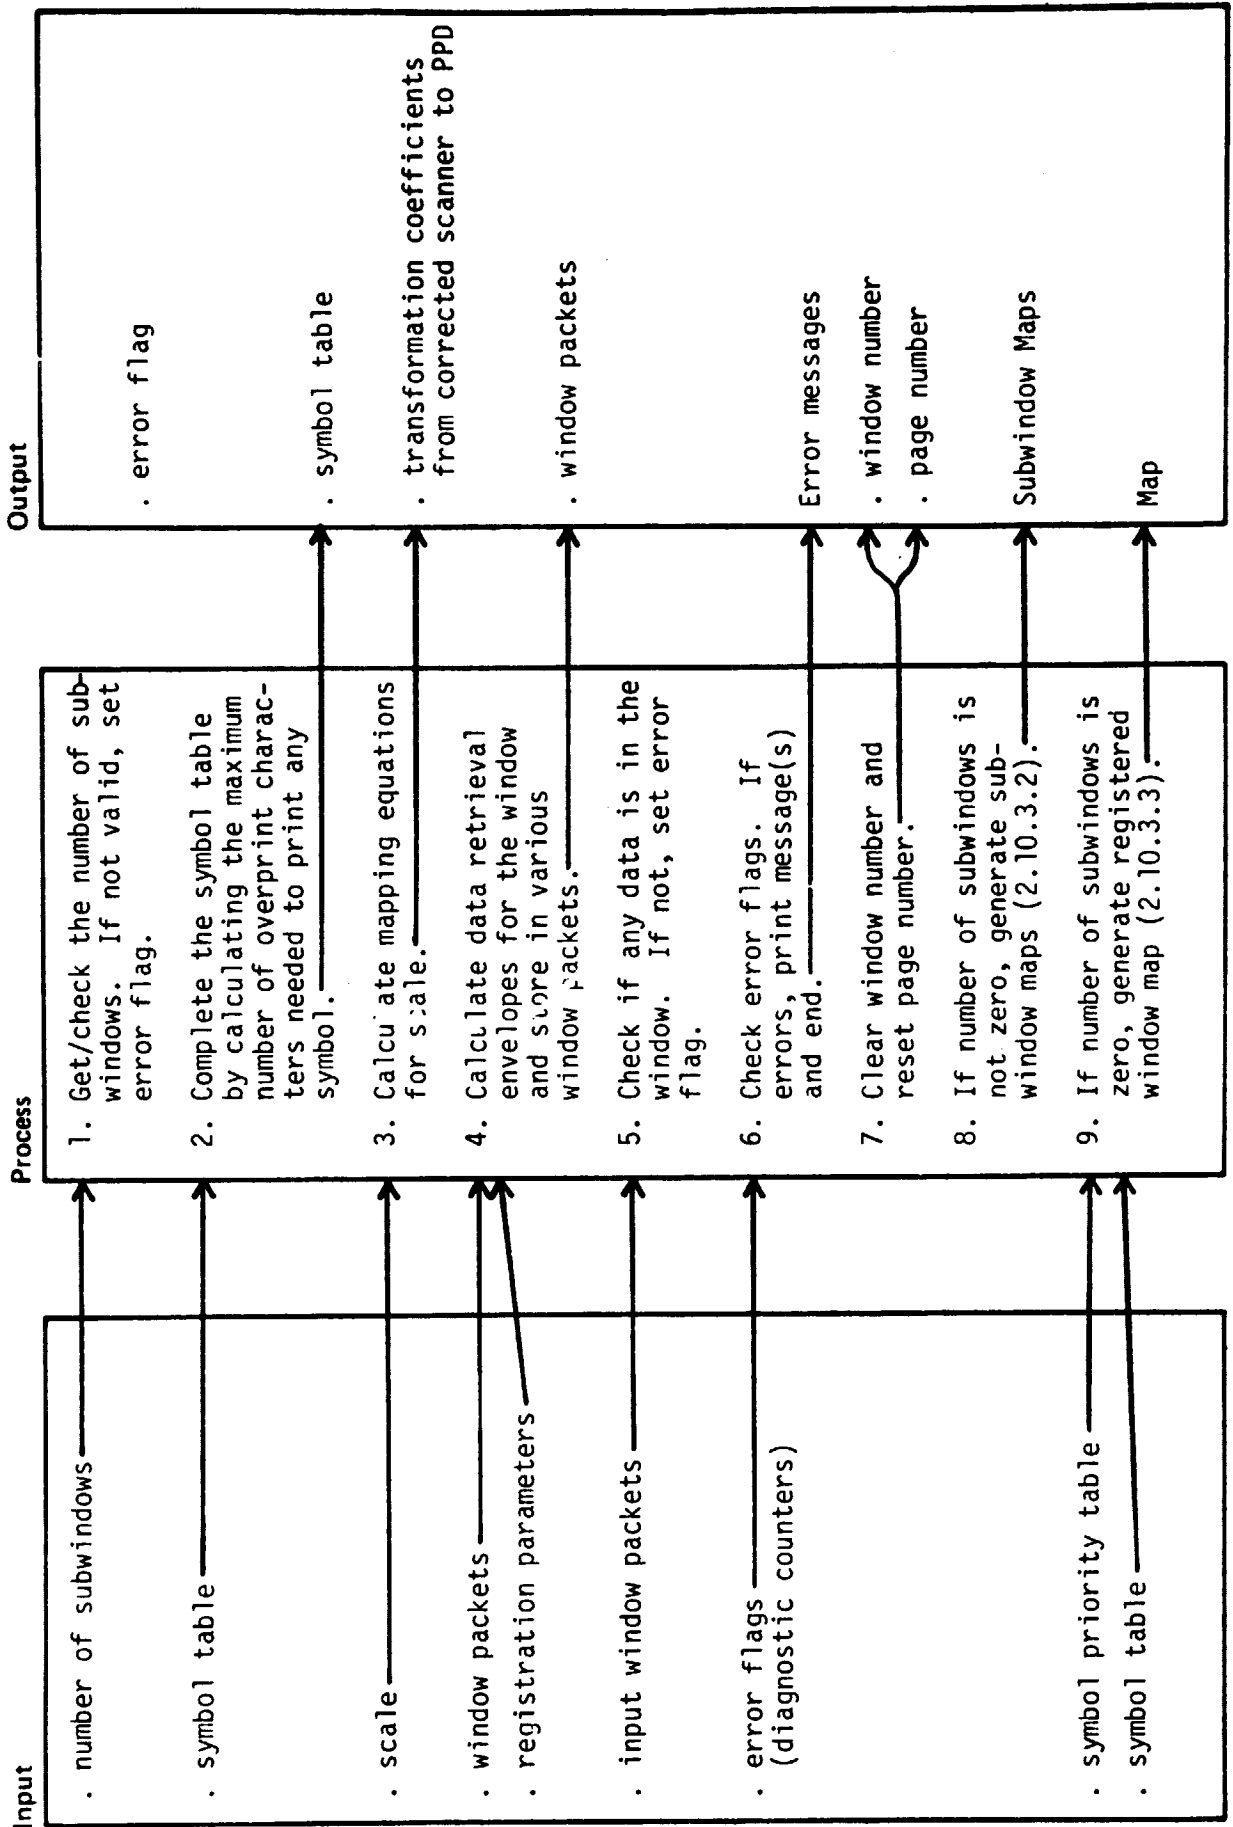 Input
. number of subwindows
. symbol table
. scale
. window packets
. registration parameters
. input window packets
. error flags
(diagnostic counters)
. symbol priority table
. symbol table
Process
1. Get/check the number of sub-
windows. If not valid, set
error flag.
2. Complete the symbol table
by calculating the maximum
number of overprint charac-
ters needed to print any
symbol.
3. Calculate mapping equations
for scale.
4. Calculate data retrieval
envelopes for the window
and store in various
window packets.
5. Check if any data is in the
window. If not, set error
flag.
6. Check error flags. If
errors, print message(s)
and end.
7. Clear window number and
reset page number.
8. If number of subwindows is
not zero, generate sub-
window maps (2.10.3.2).
9. If number of subwindows is
zero, generate registered
window map (2.10.3.3).
Output
. error flag
. symbol table
. transformation coefficients
from corrected scanner to PPD
. window packets
Error messages
. window number
. page number
Subwindow Maps
Map